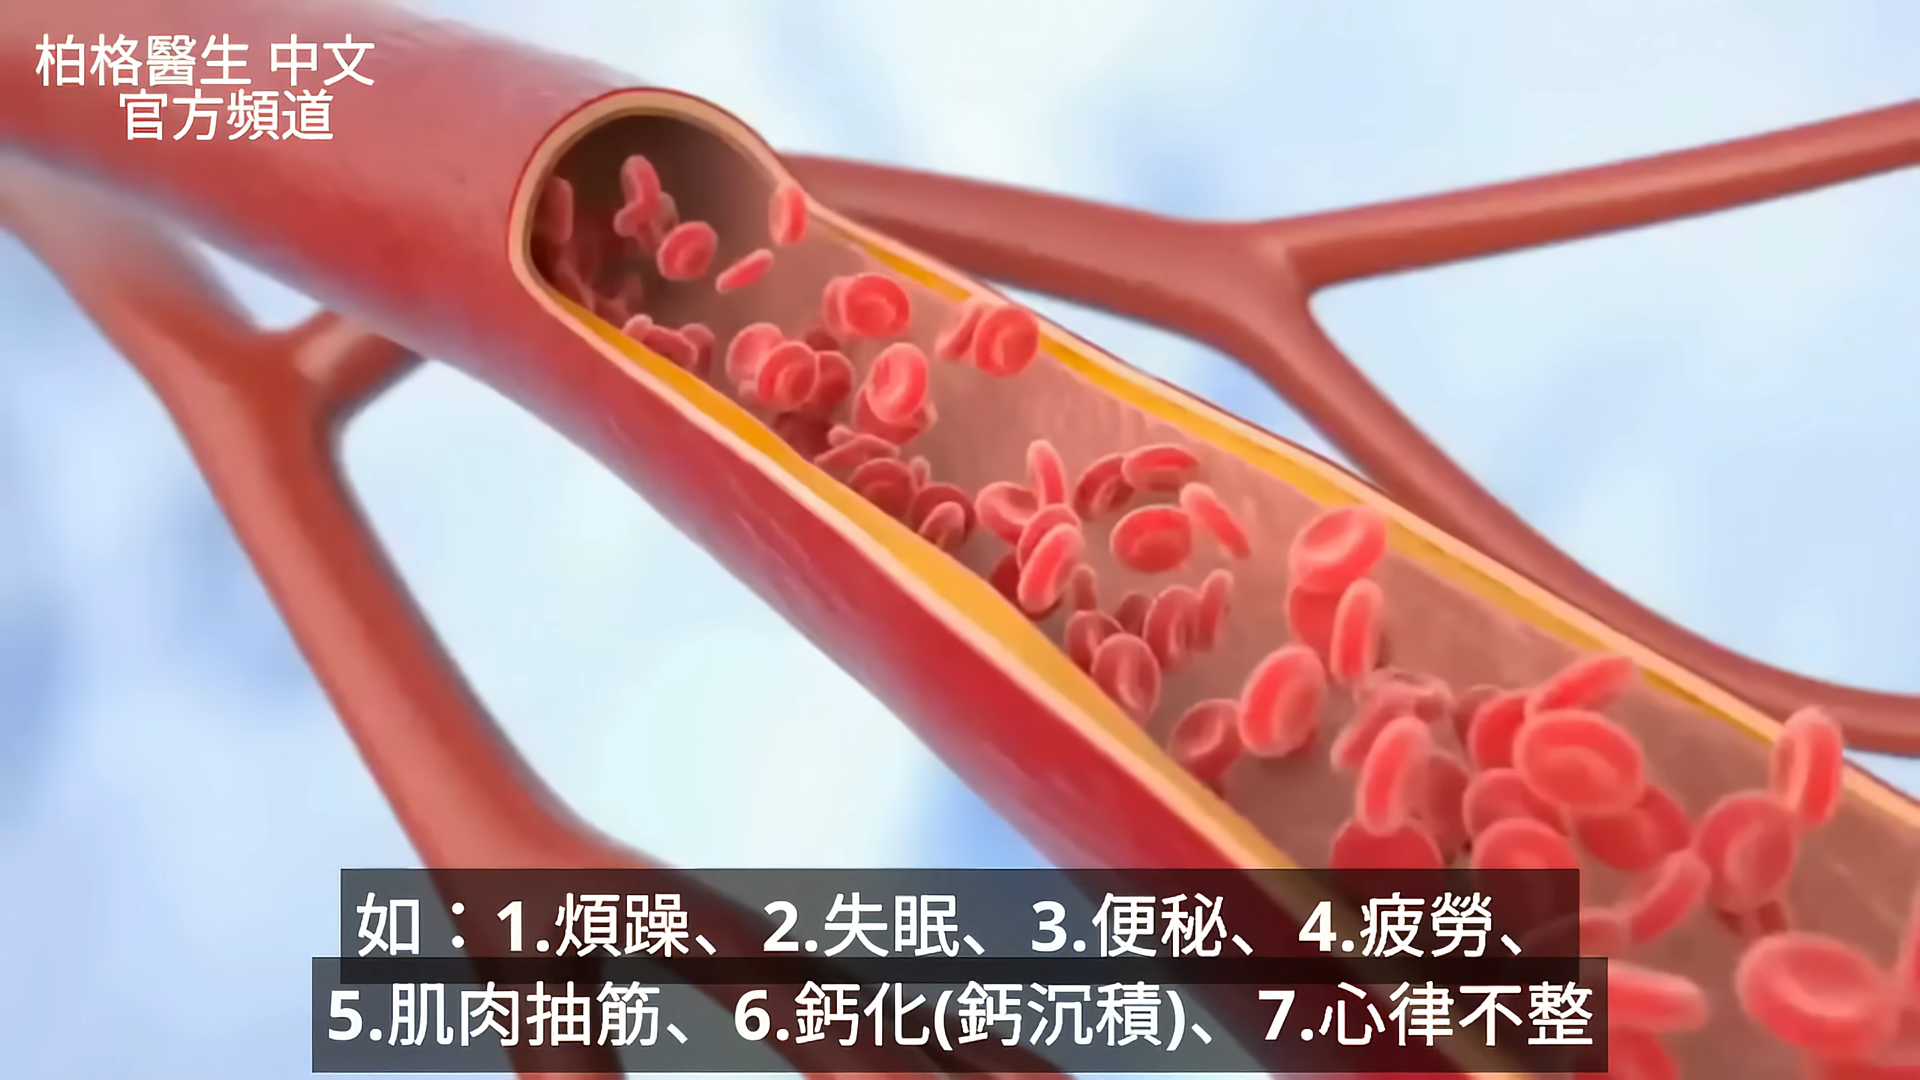 柏格醫生 中文
官方頻道
如：1.煩躁、2.失眠、3.便秘、4.疲勞、
5.肌肉抽筋、6.鈣化(鈣沉積)、7.心律不整